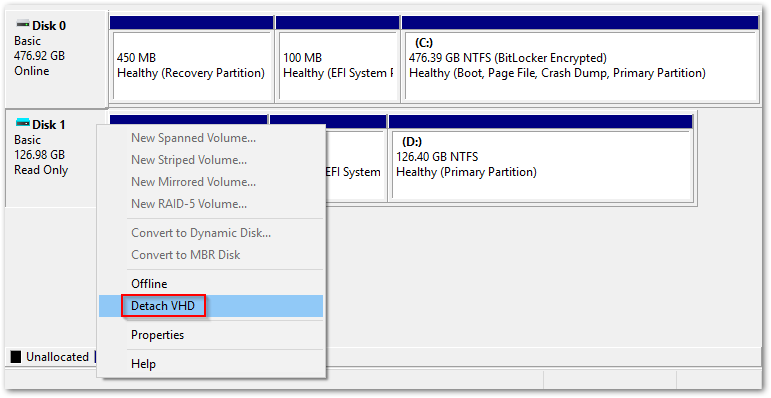 Disk 0
Basic
476.92 GB
Online
450 MB
Healthy (Recovery Partition)
100 MB
Healthy (EFI System P
(C:)
476.39 GB NTFS (BitLocker Encrypted)
Healthy (Boot, Page File, Crash Dump, Primary Partition)
Disk 1
Basic
126.98 GB
Read Only
EFI System
(D:)
126.40 GB NTFS
Healthy (Primary Partition)
New Spanned Volume...
New Striped Volume...
New Mirrored Volume...
New RAID-5 Volume...
Convert to Dynamic Disk...
Convert to MBR Disk
Offline
Detach VHD
Properties
Help
Unallocated